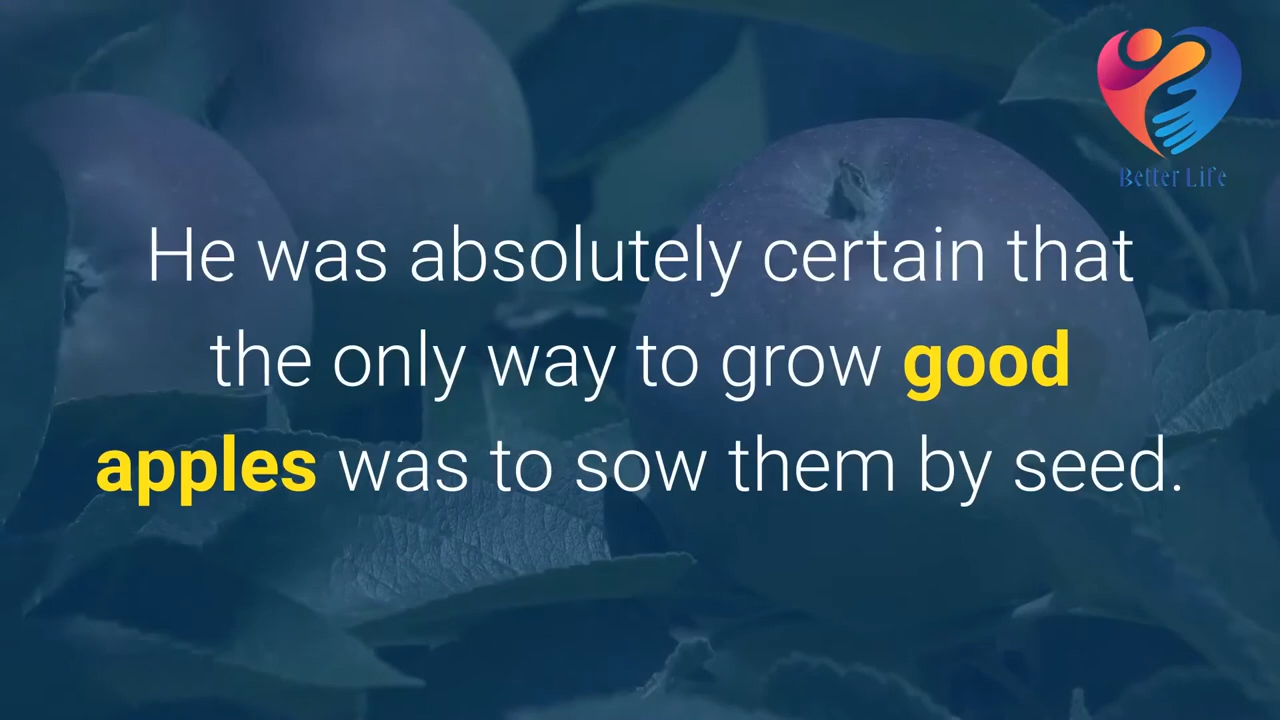 Better Life
He was absolutely certain that
the only way to grow good
apples was to sow them by seed.